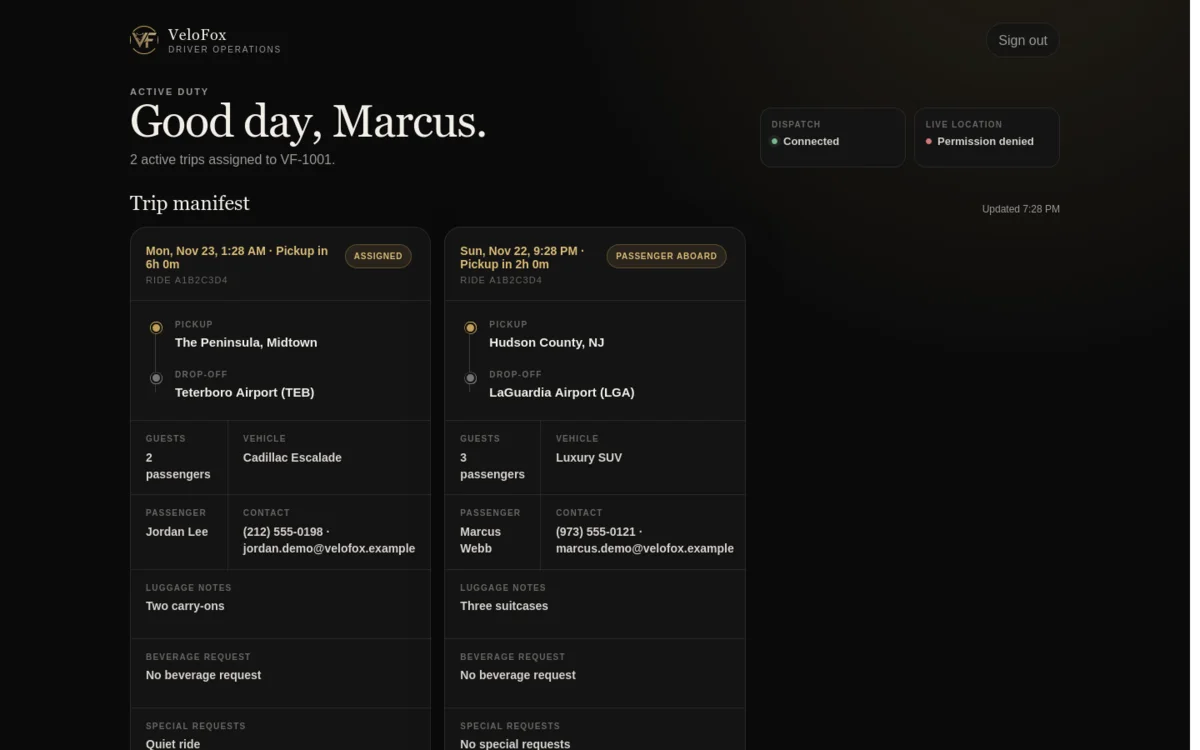 VF
VeloFox
DRIVER OPERATIONS
Sign out
ACTIVE DUTY
Good day, Marcus.
2 active trips assigned to VF-1001.
DISPATCH
Connected
LIVE LOCATION
Permission denied
Trip manifest
Updated 7:28 PM
Mon, Nov 23, 1:28 AM · Pickup in
6h 0m
RIDE A1B2C3D4
ASSIGNED
PICKUP
The Peninsula, Midtown
DROP-OFF
Teterboro Airport (TEB)
GUESTS
2
passengers
VEHICLE
Cadillac Escalade
PASSENGER
Jordan Lee
CONTACT
(212) 555-0198 ·
jordan.demo@velofox.example
LUGGAGE NOTES
Two carry-ons
BEVERAGE REQUEST
No beverage request
SPECIAL REQUESTS
Quiet ride
Sun, Nov 22, 9:28 PM ·
Pickup in 2h 0m
RIDE A1B2C3D4
PASSENGER ABOARD
PICKUP
Hudson County, NJ
DROP-OFF
LaGuardia Airport (LGA)
GUESTS
3
passengers
VEHICLE
Luxury SUV
PASSENGER
Marcus
Webb
CONTACT
(973) 555-0121 ·
marcus.demo@velofox.example
LUGGAGE NOTES
Three suitcases
BEVERAGE REQUEST
No beverage request
SPECIAL REQUESTS
No special requests